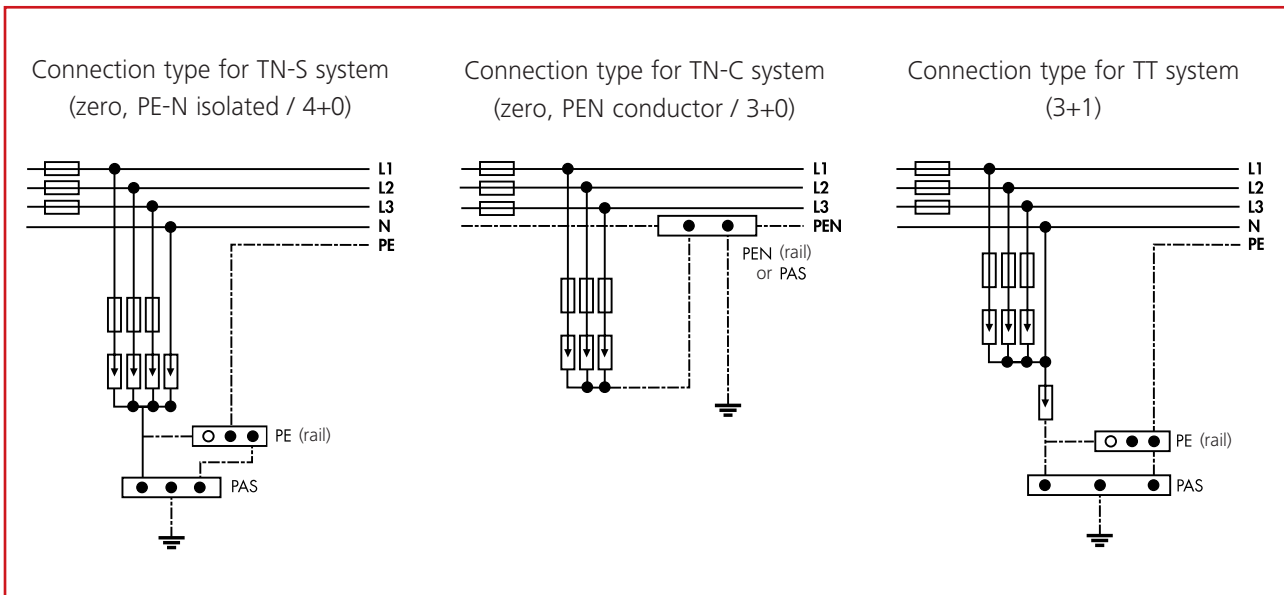 Connection type for TN-S system
(zero, PE-N isolated / 4+0)
L1
L2
L3
N
PE
PE (rail)
PAS
Connection type for TN-C system
(zero, PEN conductor / 3+0)
L1
L2
L3
PEN
PEN (rail)
or PAS
Connection type for TT system
(3+1)
L1
L2
L3
N
PE
PE (rail)
PAS